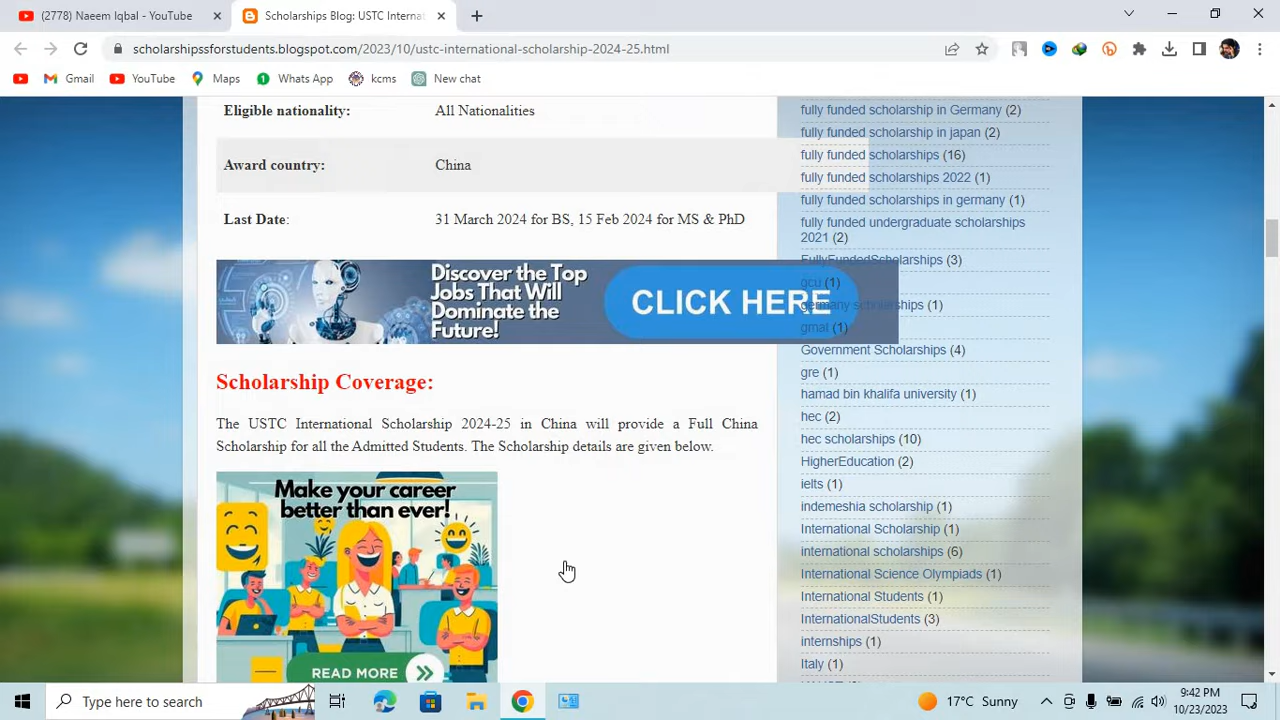 (2778) Naeem Iqbal - YouTube
Scholarships Blog: USTC Interna
scholarshipssforstudents.blogspot.com/2023/10/ustc-international-scholarship-2024-25.html
Gmail
YouTube
Maps
Whats App
kcms
New chat
Eligible nationality: All Nationalities
Award country: China
Last Date: 31 March 2024 for BS, 15 Feb 2024 for MS & PhD
Discover the Top
Jobs That Will
Dominate the
Future!
CLICK HERE
Scholarship Coverage:
The USTC International Scholarship 2024-25 in China will provide a Full China
Scholarship for all the Admitted Students. The Scholarship details are given below.
Make your career
better than ever!
READ MORE
fully funded scholarship in Germany (2)
fully funded scholarship in japan (2)
fully funded scholarships (16)
fully funded scholarships 2022 (1)
fully funded scholarships in germany (1)
fully funded undergraduate scholarships
2021 (2)
FullyFundedScholarships (3)
gcu (1)
germany scholerships (1)
gmat (1)
Government Scholarships (4)
gre (1)
hamad bin khalifa university (1)
hec (2)
hec scholarships (10)
HigherEducation (2)
ielts (1)
indemeshia scholarship (1)
International Scholarship (1)
international scholarships (6)
International Science Olympiads (1)
International Students (1)
InternationalStudents (3)
internships (1)
Italy (1)
Type here to search
17°C Sunny
9:42 PM
10/23/2023